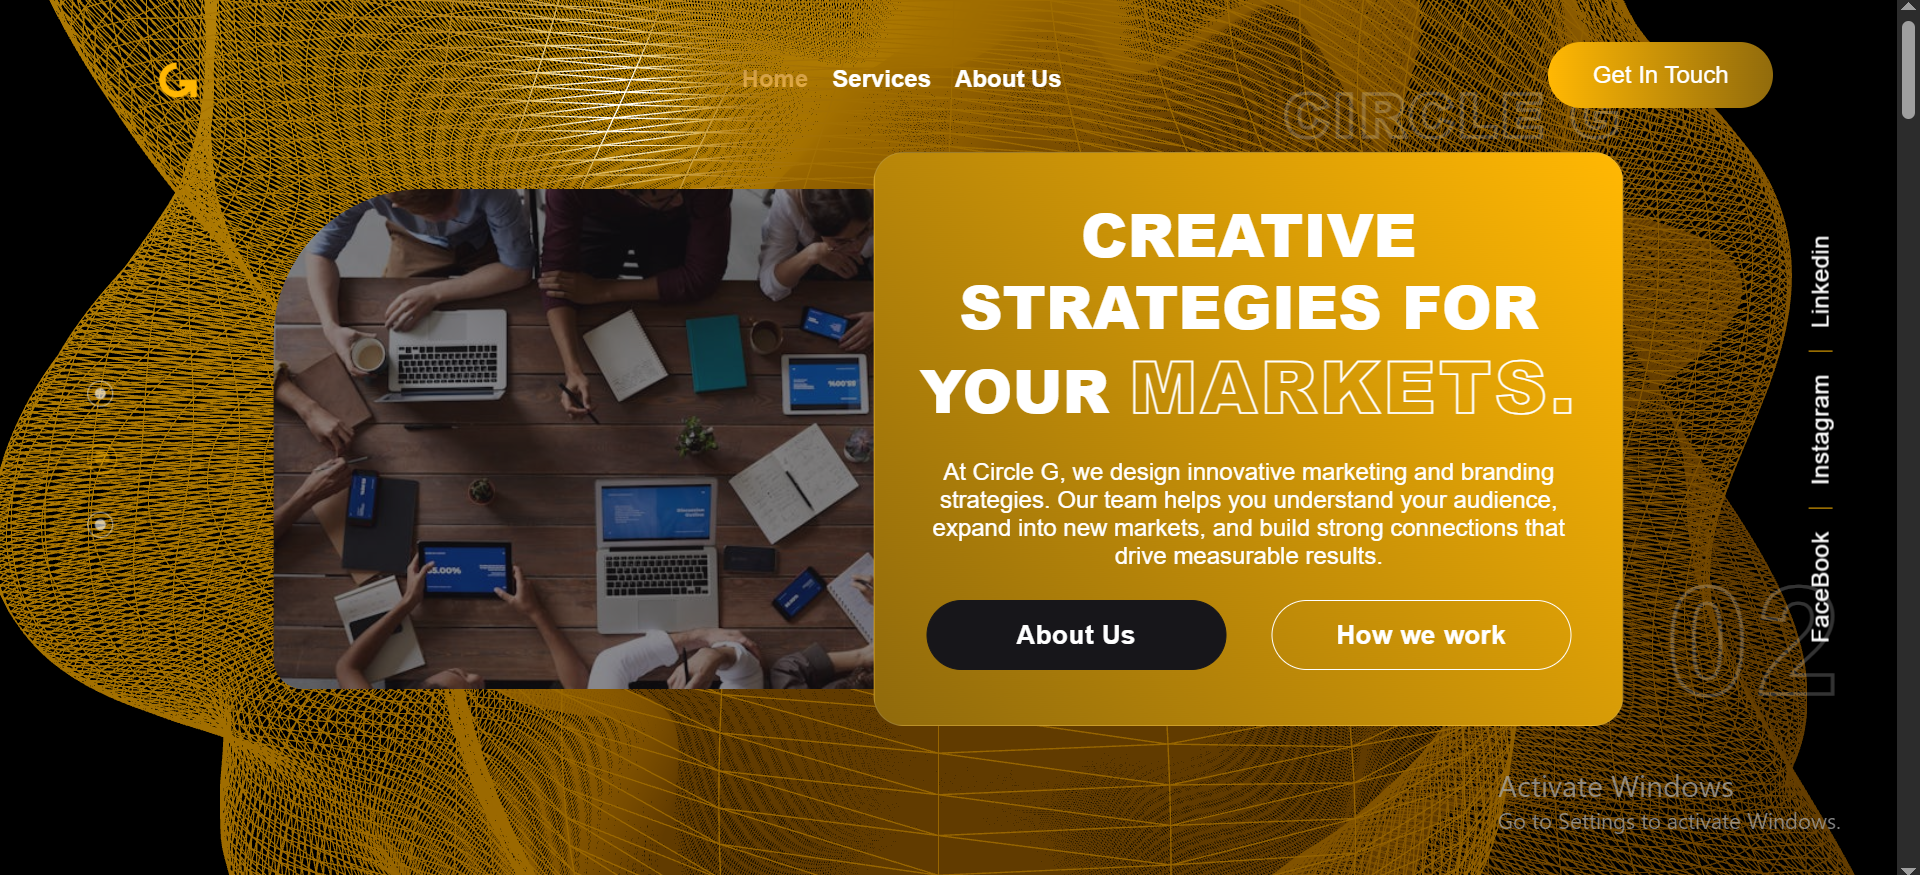 Home Services About Us
Get In Touch
CIRCLE G
CREATIVE
STRATEGIES FOR
YOUR MARKETS.
At Circle G, we design innovative marketing and branding
strategies. Our team helps you understand your audience,
expand into new markets, and build strong connections that
drive measurable results.
About Us
How we work
Linkedin
Instagram
FaceBook
02
Activate Windows
Go to Settings to activate Windows.